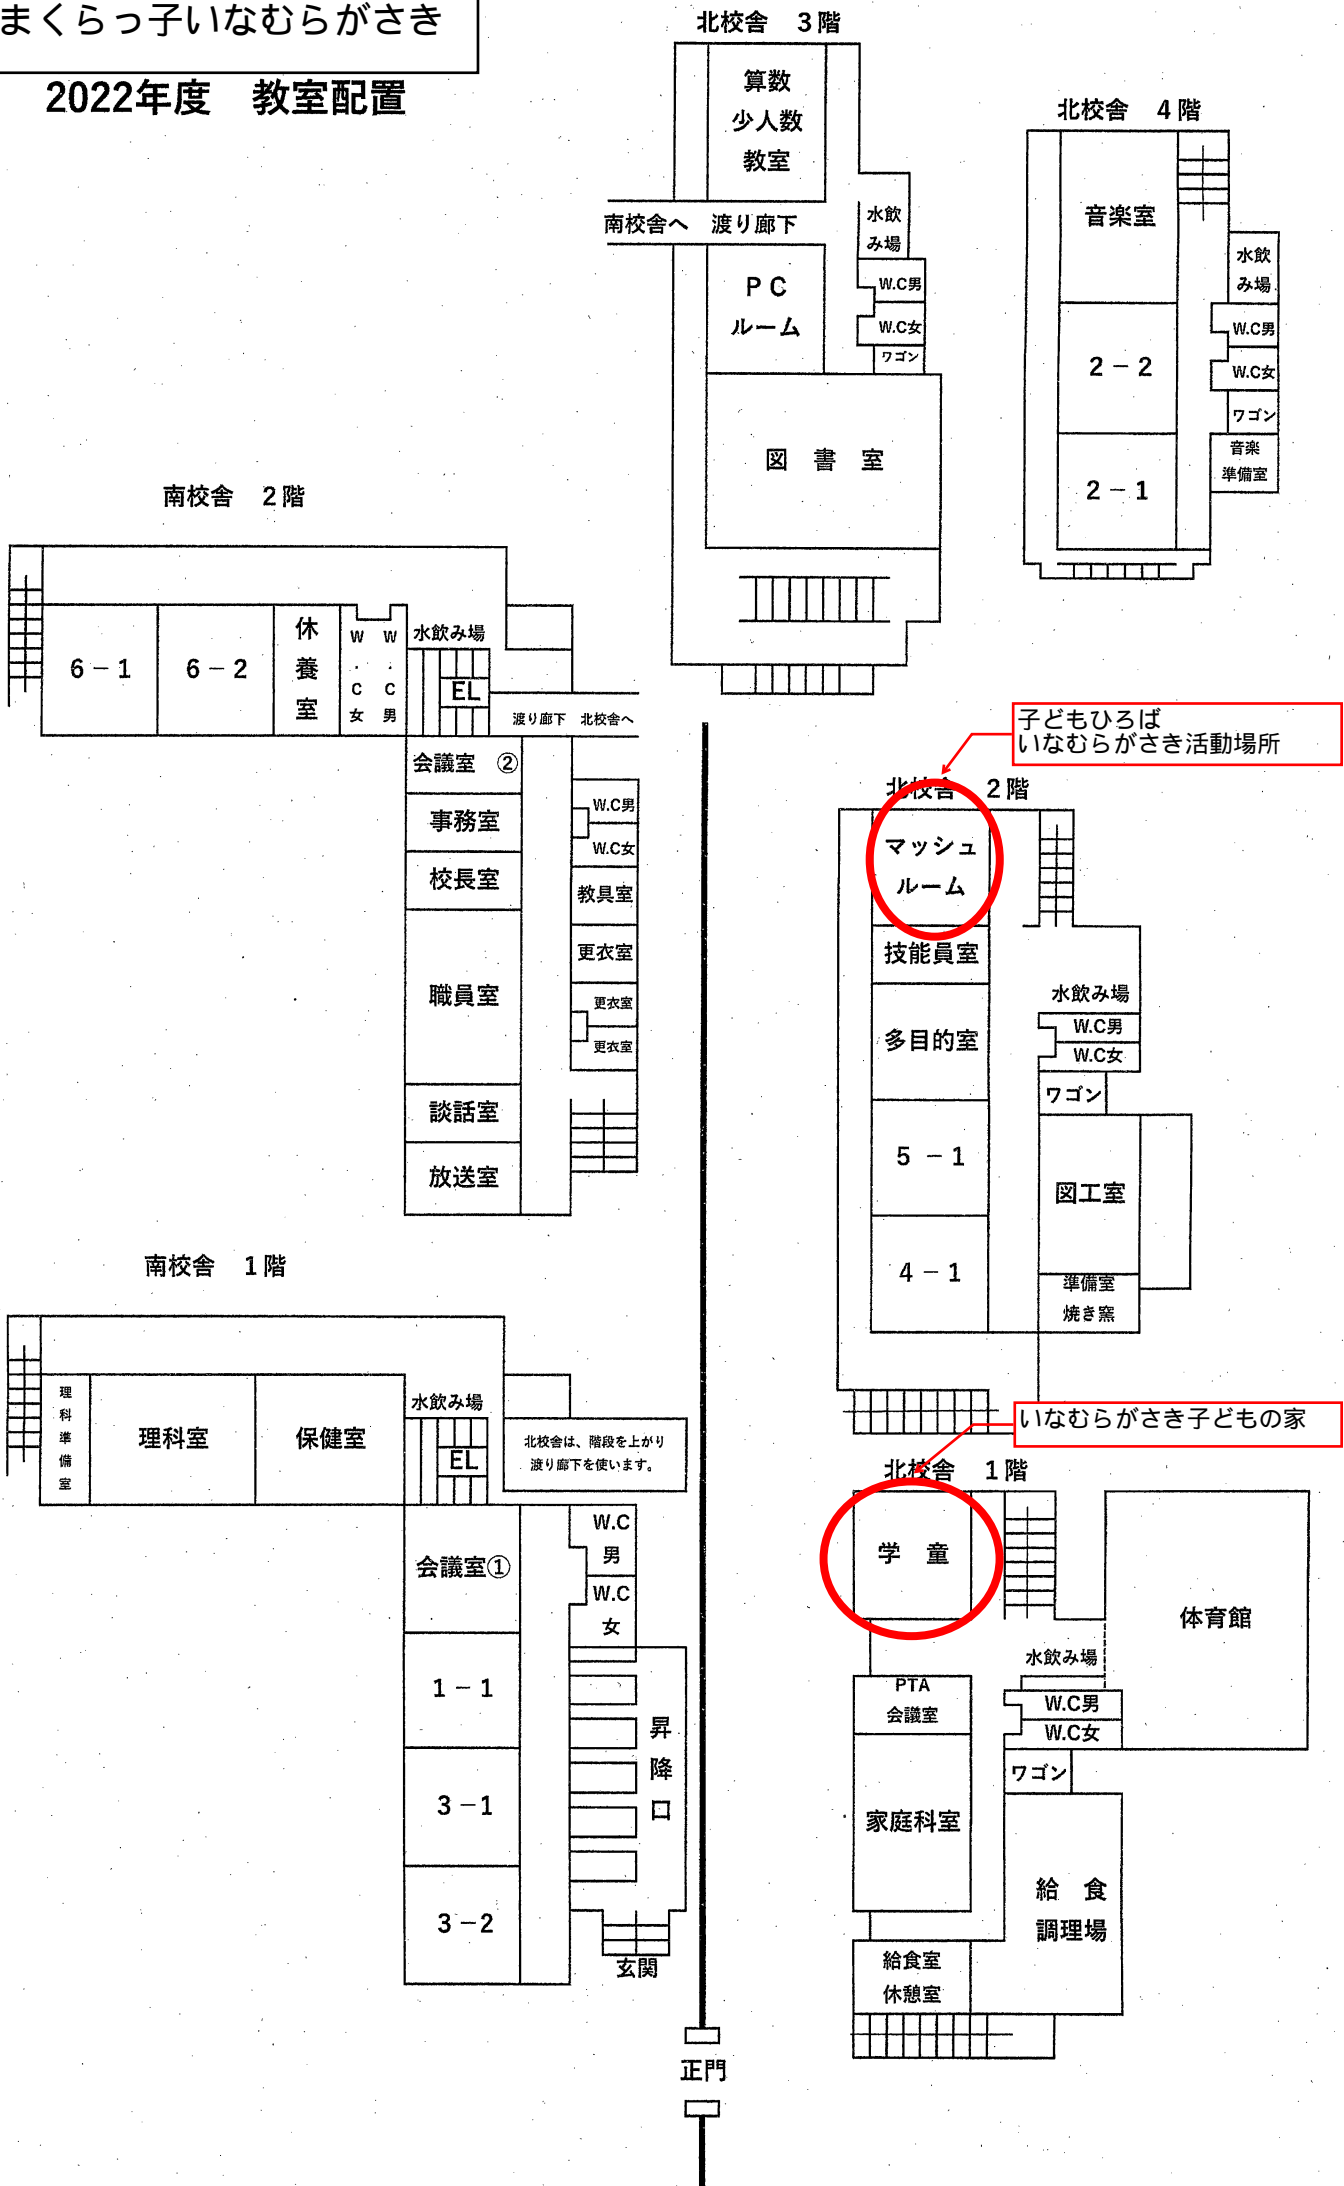 まくらっ子いなむらがさき
2022年度　教室配置
北校舎　3階
算数
少人数
教室
南校舎へ　渡り廊下
水飲
み場
W.C男
W.C女
ワゴン
PC
ルーム
図　書　室
北校舎　4階
音楽室
水飲
み場
W.C男
W.C女
ワゴン
音楽
準備室
2－2
2－1
南校舎　2階
6－1
6－2
休
養
室
W.C女
W.C男
水飲み場
EL
渡り廊下　北校舎へ
会議室　②
事務室
校長室
職員室
談話室
放送室
W.C男
W.C女
教具室
更衣室
更衣室
更衣室
子どもひろば
いなむらがさき活動場所
北校舎　2階
マッシュ
ルーム
技能員室
多目的室
5－1
4－1
水飲み場
W.C男
W.C女
ワゴン
図工室
準備室
焼き窯
南校舎　1階
理科準備室
理科室
保健室
水飲み場
EL
北校舎は、階段を上がり
渡り廊下を使います。
会議室①
1－1
3－1
3－2
W.C
男
W.C
女
昇
降
口
玄関
正門
いなむらがさき子どもの家
北校舎　1階
学　童
体育館
水飲み場
W.C男
W.C女
ワゴン
PTA
会議室
家庭科室
給　食
調理場
給食室
休憩室